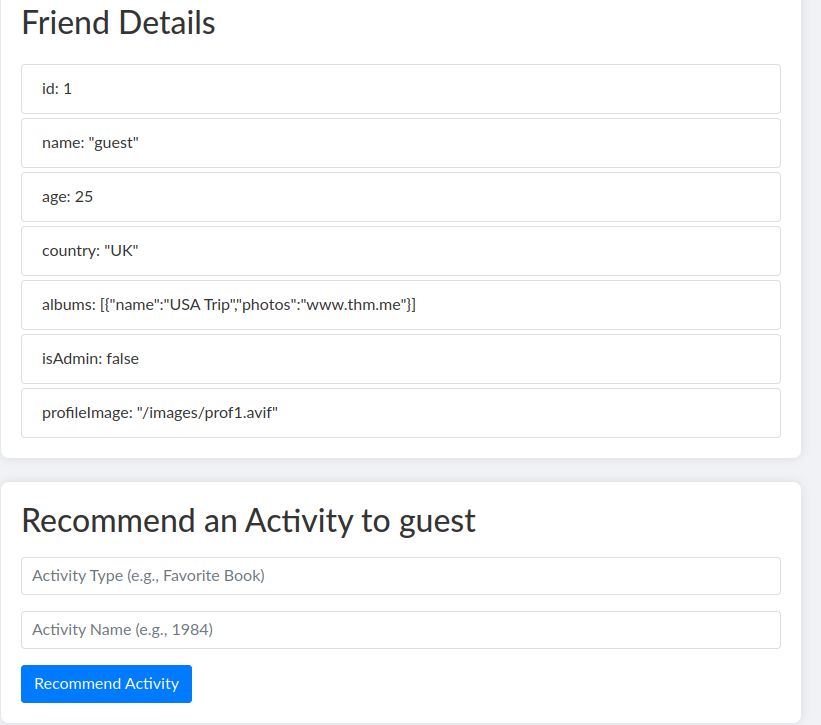 Friend Details
id: 1
name: "guest"
age: 25
country: "UK"
albums: [{"name":"USA Trip","photos":"www.thm.me"}]
isAdmin: false
profileImage: "/images/prof1.avif"
Recommend an Activity to guest
Activity Type (e.g., Favorite Book)
Activity Name (e.g., 1984)
Recommend Activity